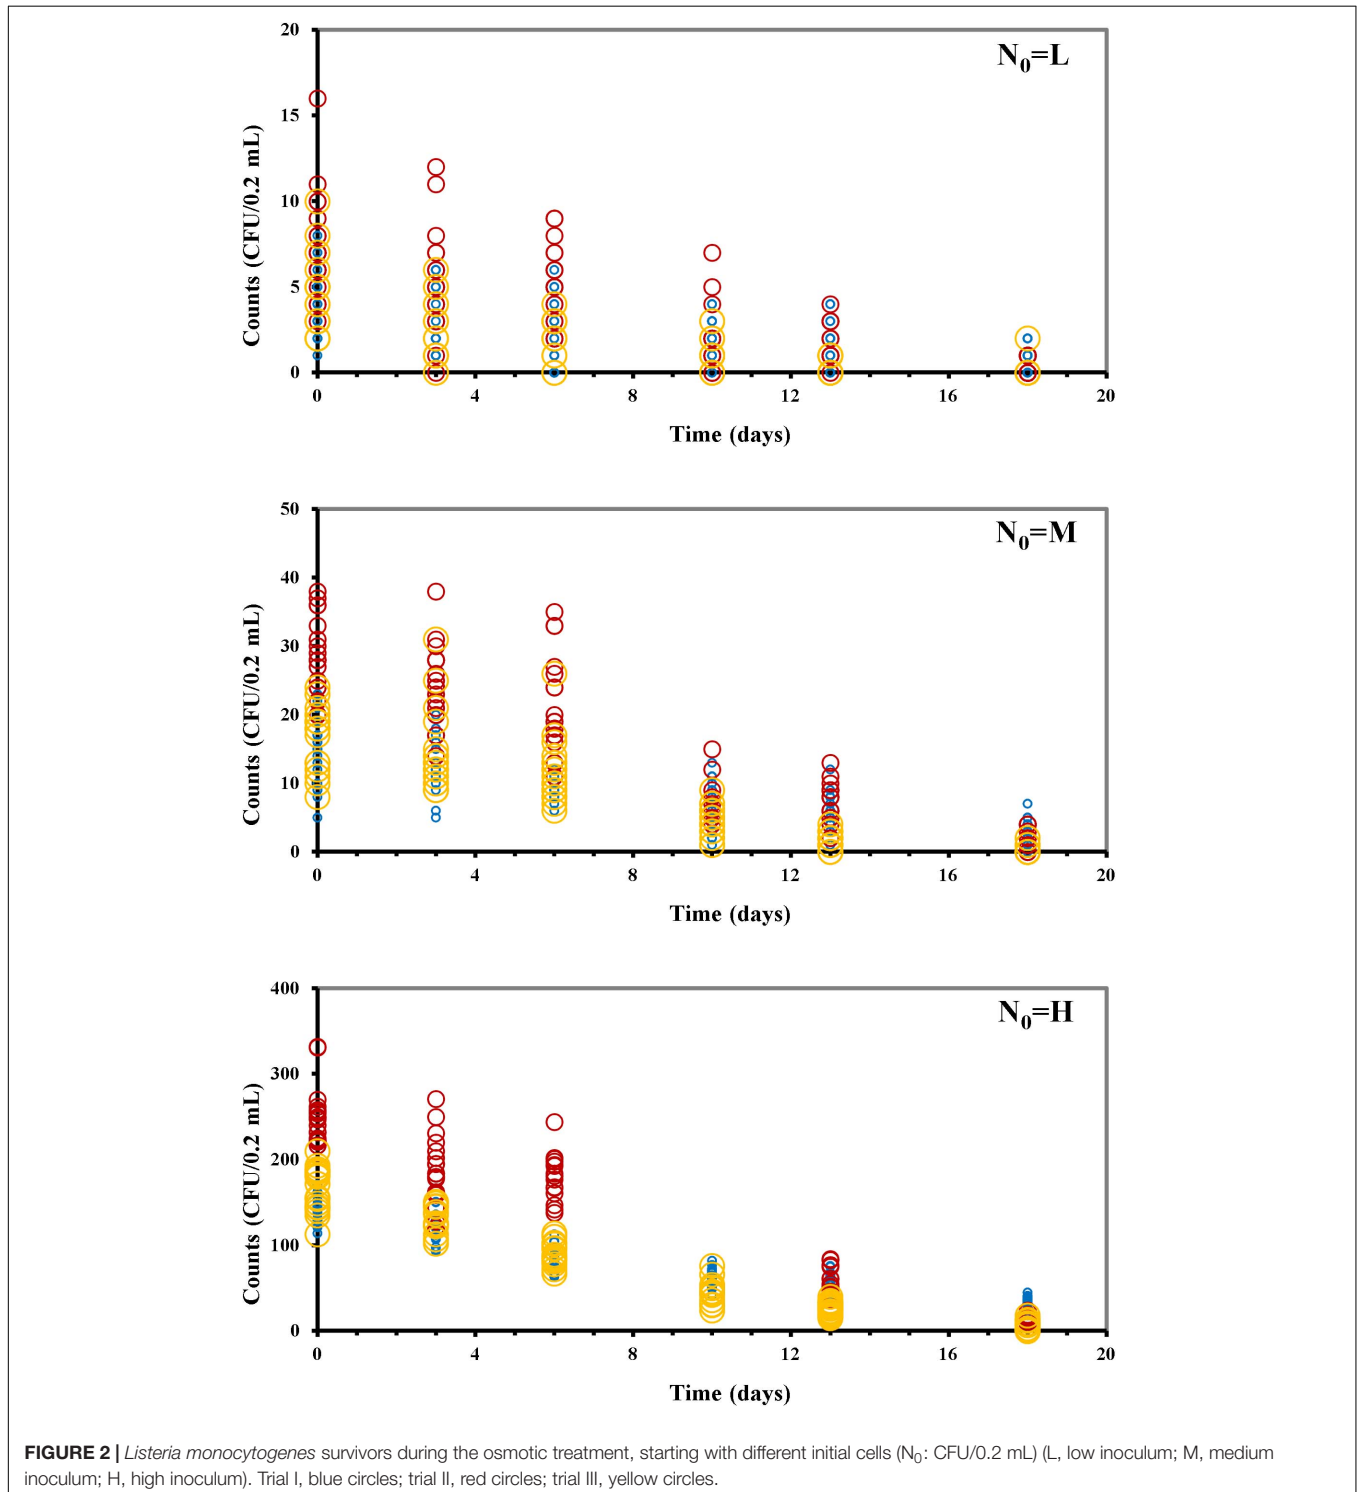 20
N₀=L
15
10
5
0
Counts (CFU/0.2 mL)
0 4 8 12 16 20
Time (days)
50
N₀=M
40
30
20
10
0
Counts (CFU/0.2 mL)
0 4 8 12 16 20
Time (days)
400
N₀=H
300
200
100
0
Counts (CFU/0.2 mL)
0 4 8 12 16 20
Time (days)
FIGURE 2 | Listeria monocytogenes survivors during the osmotic treatment, starting with different initial cells (N₀: CFU/0.2 mL) (L, low inoculum; M, medium
inoculum; H, high inoculum). Trial I, blue circles; trial II, red circles; trial III, yellow circles.